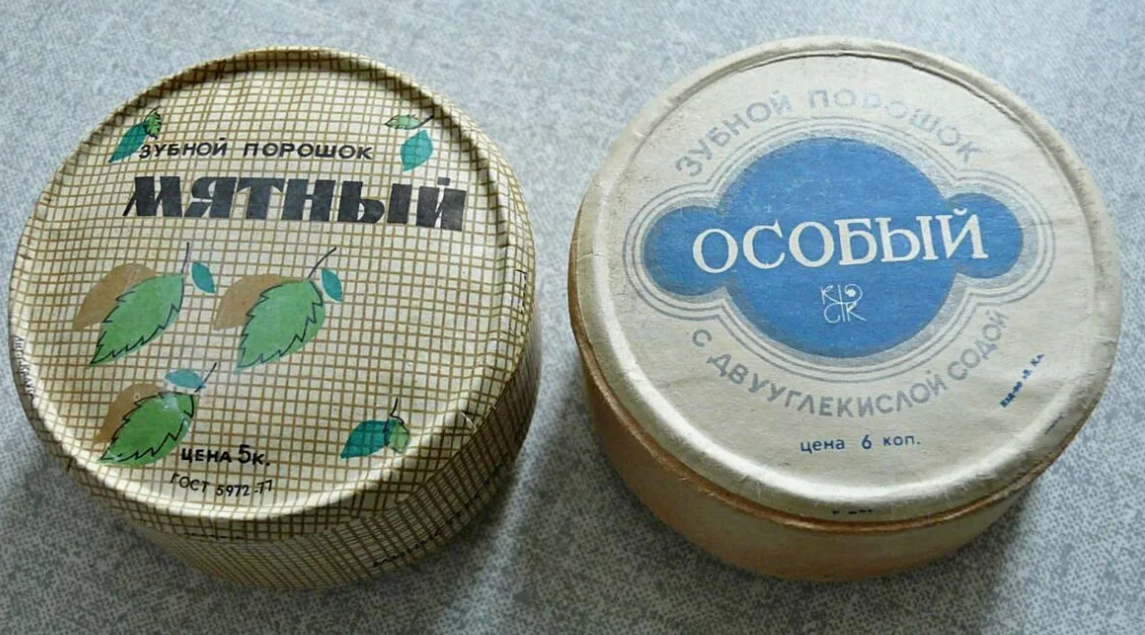 ЗУБНОЙ ПОРОШОК
МЯТНЫЙ
ЦЕНА 5К.
ГОСТ 5972-77
ЗУБНОЙ ПОРОШОК
ОСОБЫЙ
С ДВУУГЛЕКИСЛОЙ СОДОЙ
цена 6 коп.